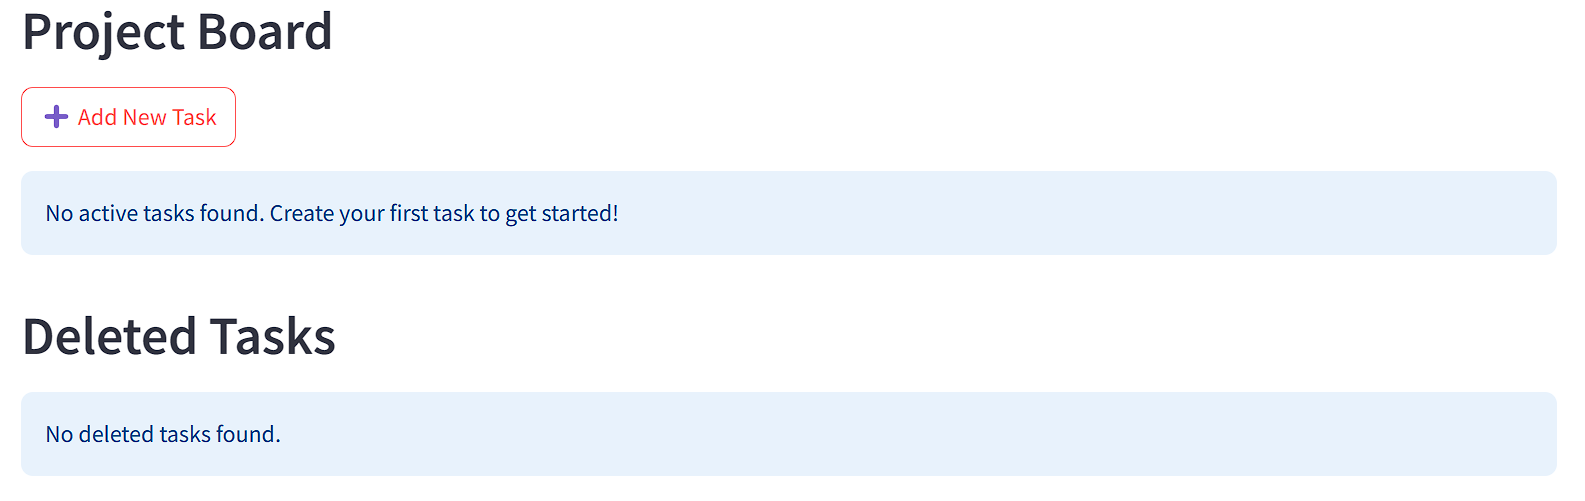 Project Board
Add New Task
No active tasks found. Create your first task to get started!
Deleted Tasks
No deleted tasks found.